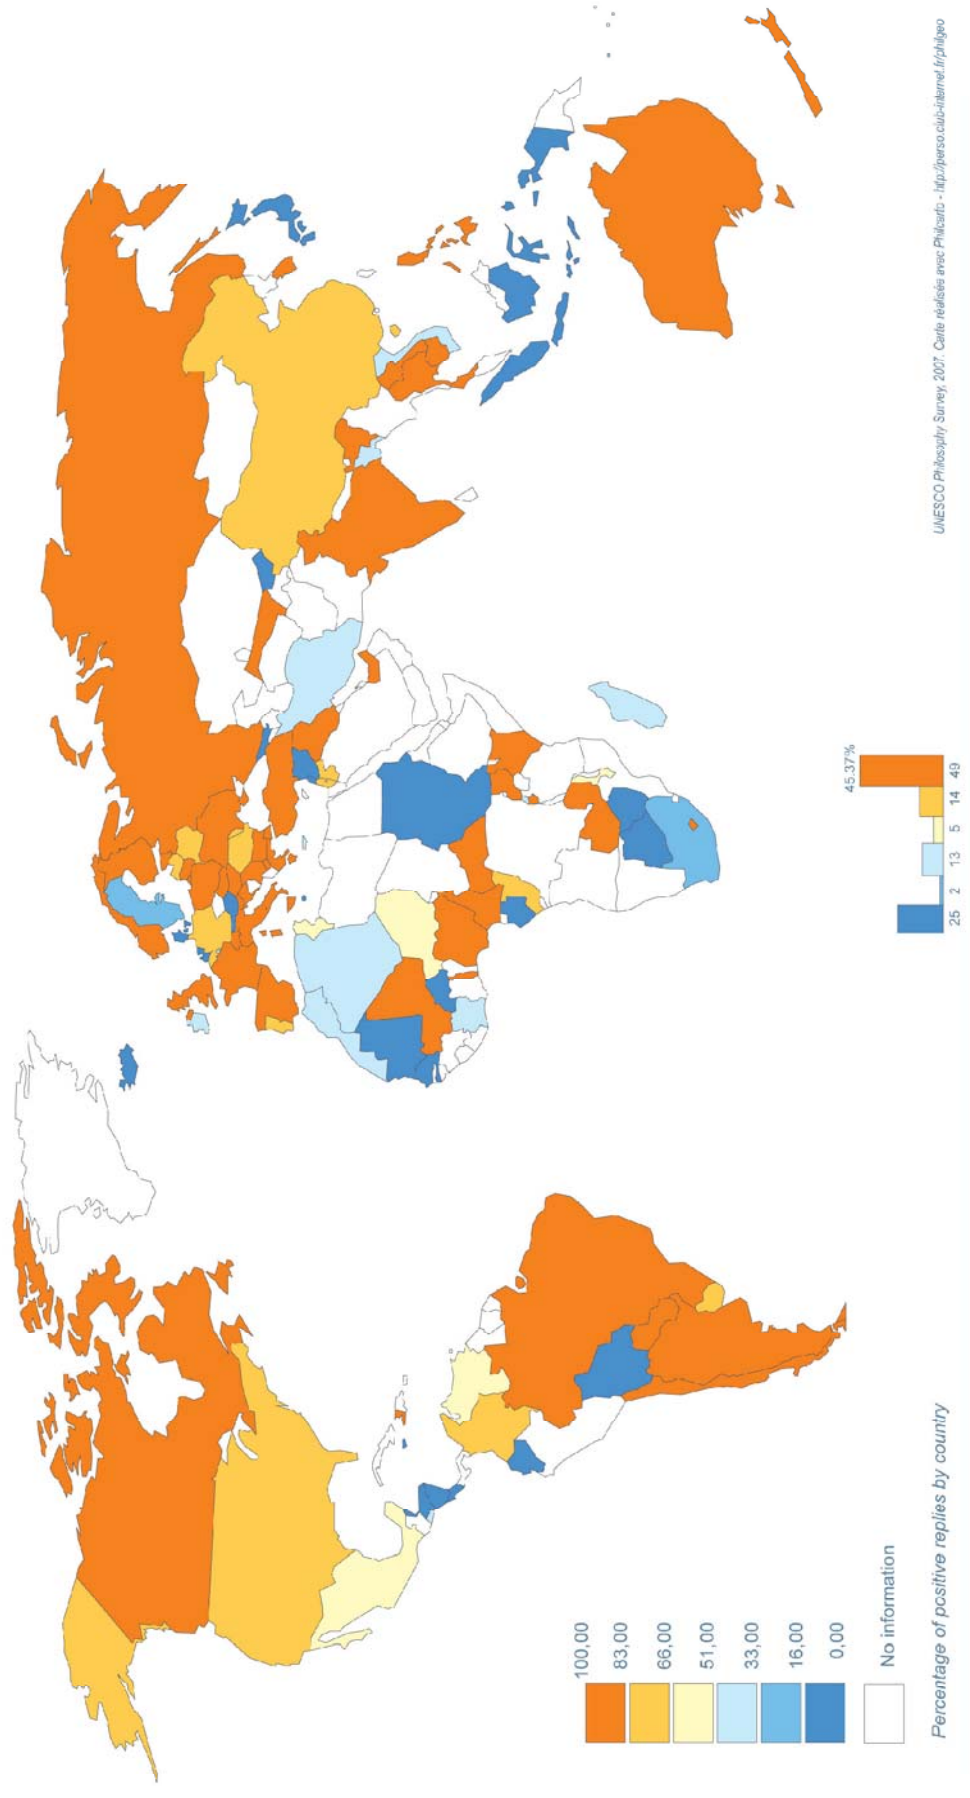 100,00
83,00
66,00
51,00
33,00
16,00
0,00
No information
Percentage of positive replies by country
45.37%
25 2 13 5 14 49
UNESCO Philosophy Survey, 2007. Carte réalisée avec Philcarto - http://perso.club-internet.fr/philgeo